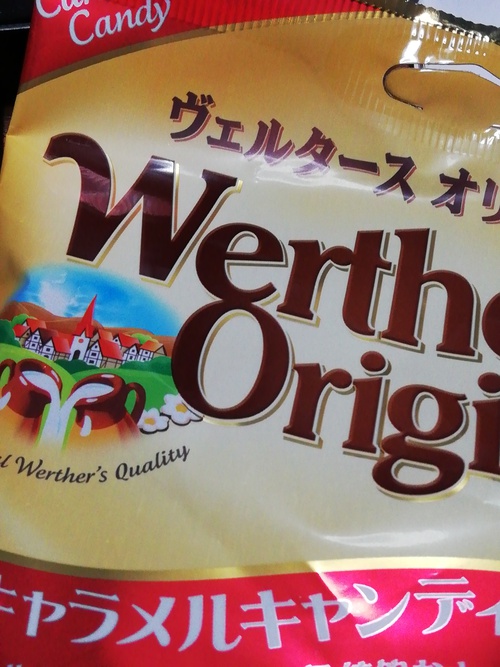 Candy
ヴェルタース オリ
Werthe
Origi
Werther's Quality
キャラメルキャンディ